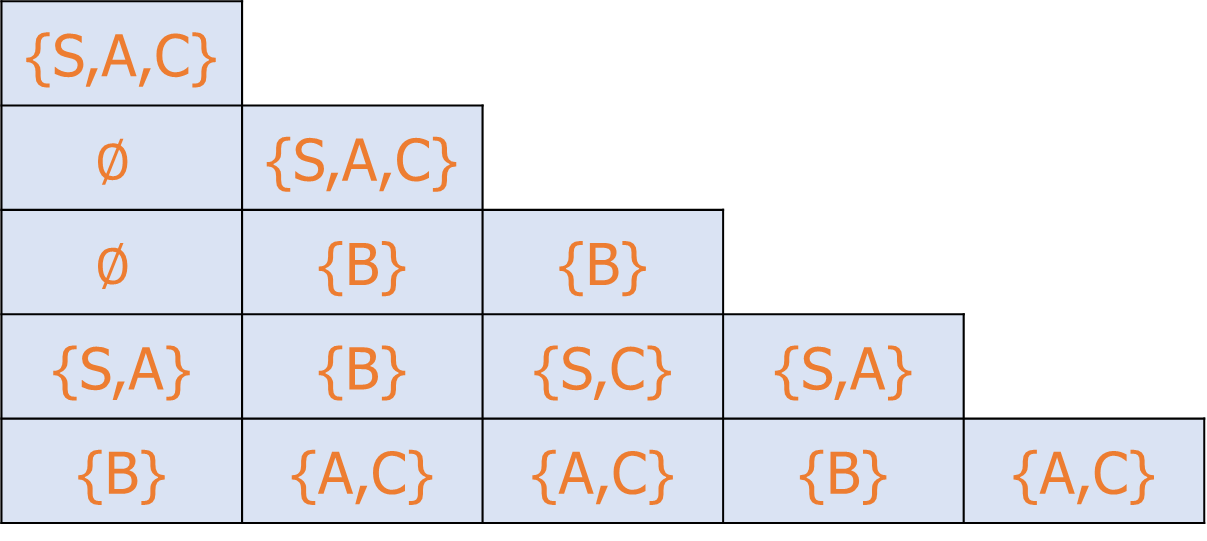 {S,A,C}
∅ {S,A,C}
∅ {B} {B}
{S,A} {B} {S,C} {S,A}
{B} {A,C} {A,C} {B} {A,C}